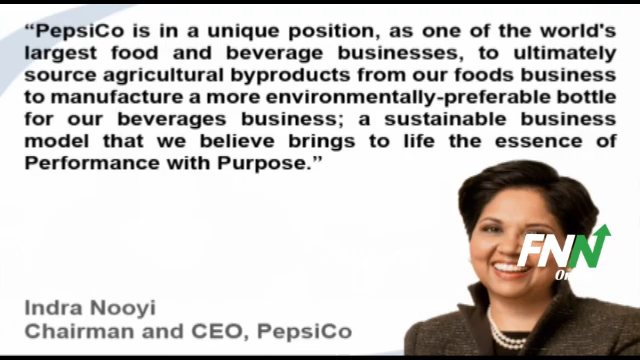 “PepsiCo is in a unique position, as one of the world's
largest food and beverage businesses, to ultimately
source agricultural byproducts from our foods business
to manufacture a more environmentally-preferable bottle
for our beverages business; a sustainable business
model that we believe brings to life the essence of
Performance with Purpose.”
FNN
Indra Nooyi
Chairman and CEO, PepsiCo